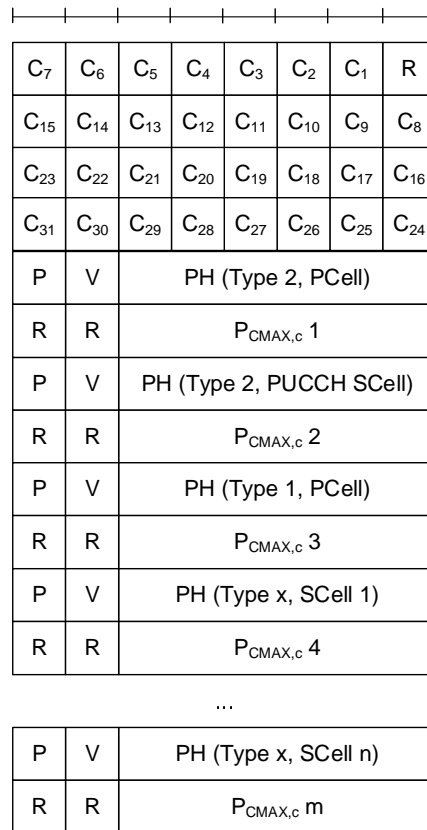 C7 C6 C5 C4 C3 C2 C1 R
C15 C14 C13 C12 C11 C10 C9 C8
C23 C22 C21 C20 C19 C18 C17 C16
C31 C30 C29 C28 C27 C26 C25 C24
P V PH (Type 2, PCell)
R R PCMAX,c 1
P V PH (Type 2, PUCCH SCell)
R R PCMAX,c 2
P V PH (Type 1, PCell)
R R PCMAX,c 3
P V PH (Type x, SCell 1)
R R PCMAX,c 4
...
P V PH (Type x, SCell n)
R R PCMAX,c m